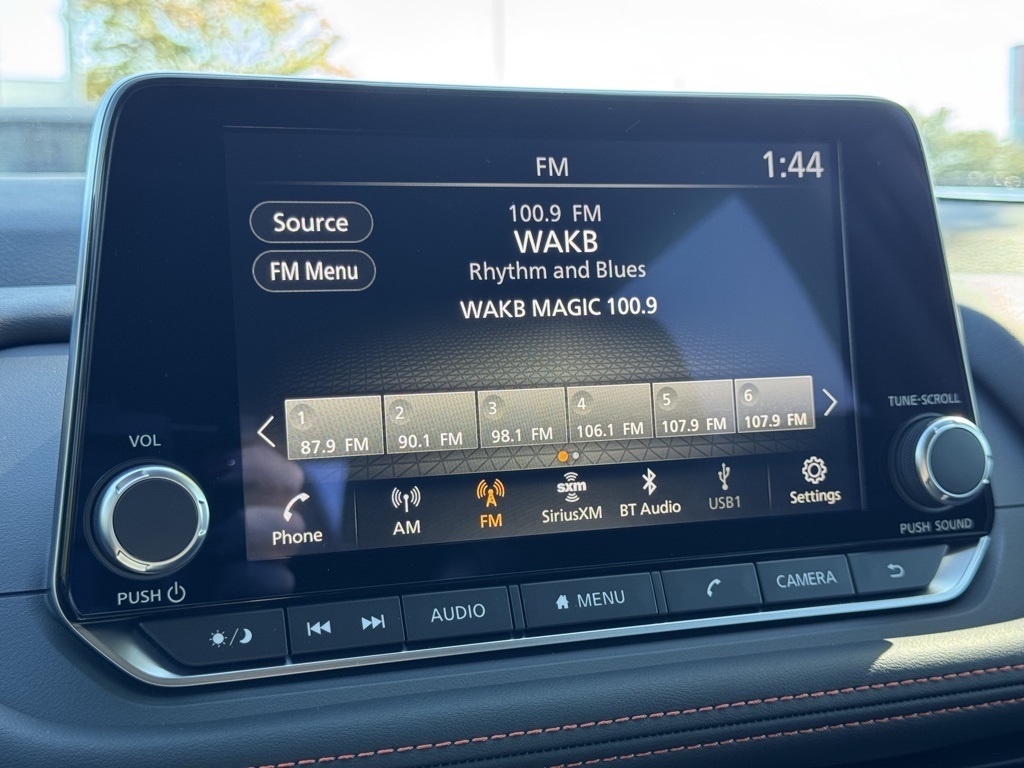 FM
1:44
Source
FM Menu
100.9 FM
WAKB
Rhythm and Blues
WAKB MAGIC 100.9
1
87.9 FM
2
90.1 FM
3
98.1 FM
4
106.1 FM
5
107.9 FM
6
107.9 FM
Phone
AM
FM
sxm
SiriusXM
BT Audio
USB1
Settings
VOL
PUSH
TUNE-SCROLL
PUSH SOUND
AUDIO
MENU
CAMERA